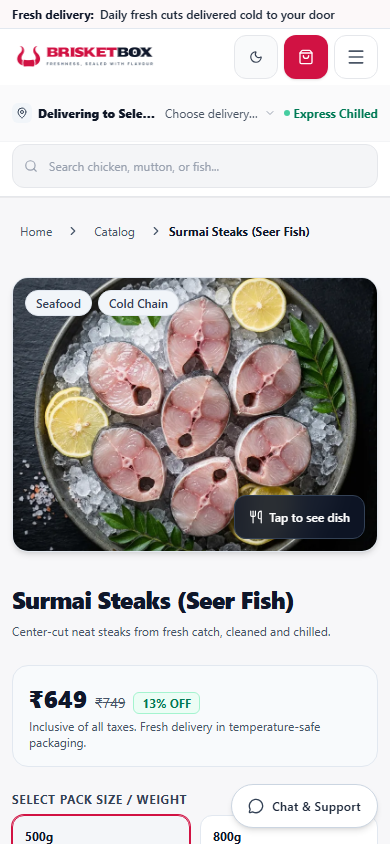 Fresh delivery: Daily fresh cuts delivered cold to your door
BRISKETBOX
FRESHNESS, SEALED WITH FLAVOUR
Delivering to Sele... Choose delivery... Express Chilled
Search chicken, mutton, or fish...
Home > Catalog > Surmai Steaks (Seer Fish)
Seafood Cold Chain
Tap to see dish
Surmai Steaks (Seer Fish)
Center-cut neat steaks from fresh catch, cleaned and chilled.
₹649 ₹749 13% OFF
Inclusive of all taxes. Fresh delivery in temperature-safe
packaging.
SELECT PACK SIZE / WEIGHT
Chat & Support
500g 800g